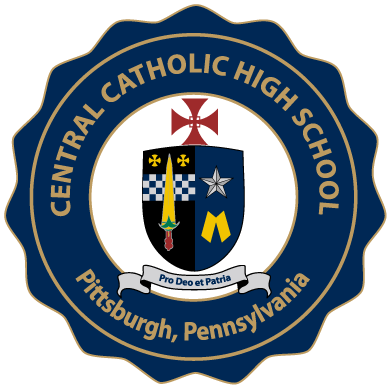 CENTRAL CATHOLIC HIGH SCHOOL
Pro Deo et Patria
Pittsburgh, Pennsylvania